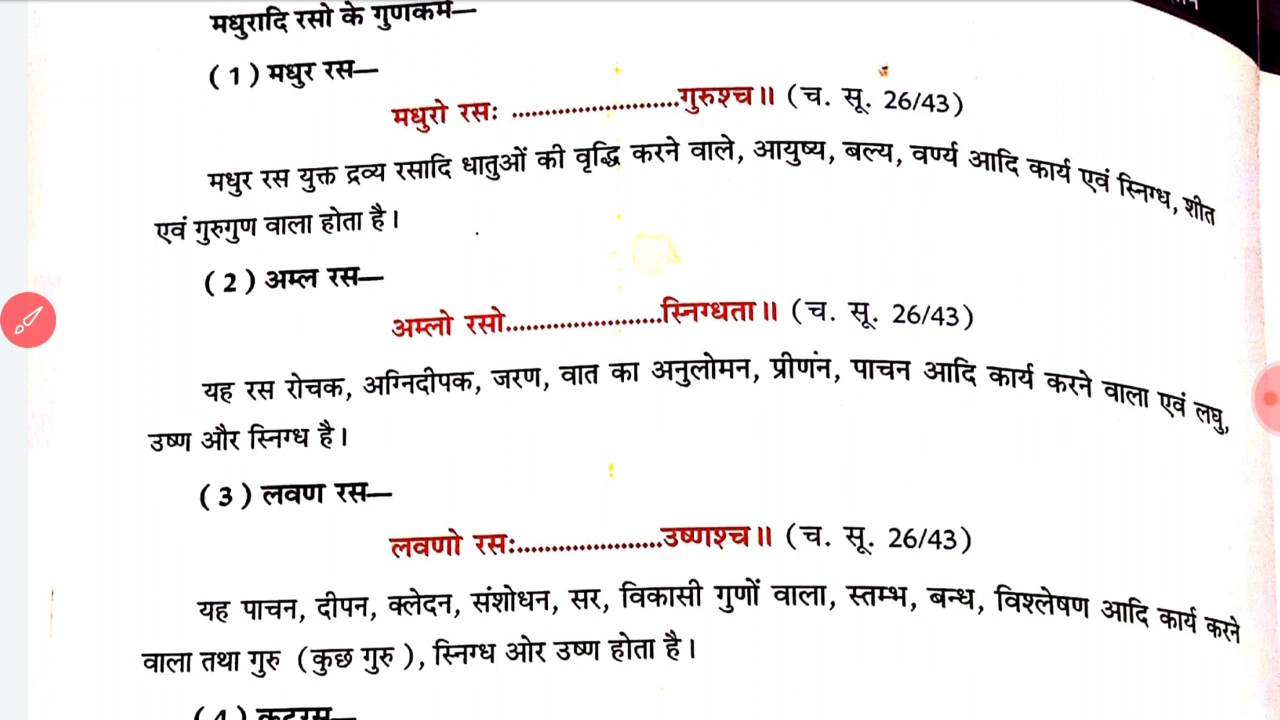 मधुरादि रसो के गुणकर्म—
( 1 ) मधुर रस—
मधुरो रसः .........................गुरुश्च॥ (च. सू. 26/43)
मधुर रस युक्त द्रव्य रसादि धातुओं की वृद्धि करने वाले, आयुष्य, बल्य, वर्ण्य आदि कार्य एवं स्निग्ध, शीत
एवं गुरुगुण वाला होता है।
( 2 ) अम्ल रस—
अम्लो रसो.......................स्निग्धता॥ (च. सू. 26/43)
यह रस रोचक, अग्निदीपक, जरण, वात का अनुलोमन, प्रीणंन, पाचन आदि कार्य करने वाला एवं लघु,
उष्ण और स्निग्ध है।
( 3 ) लवण रस—
लवणो रसः......................उष्णश्च॥ (च. सू. 26/43)
यह पाचन, दीपन, क्लेदन, संशोधन, सर, विकासी गुणों वाला, स्तम्भ, बन्ध, विश्लेषण आदि कार्य करने
वाला तथा गुरु (कुछ गुरु ), स्निग्ध ओर उष्ण होता है।
( 4 ) कटुरस—